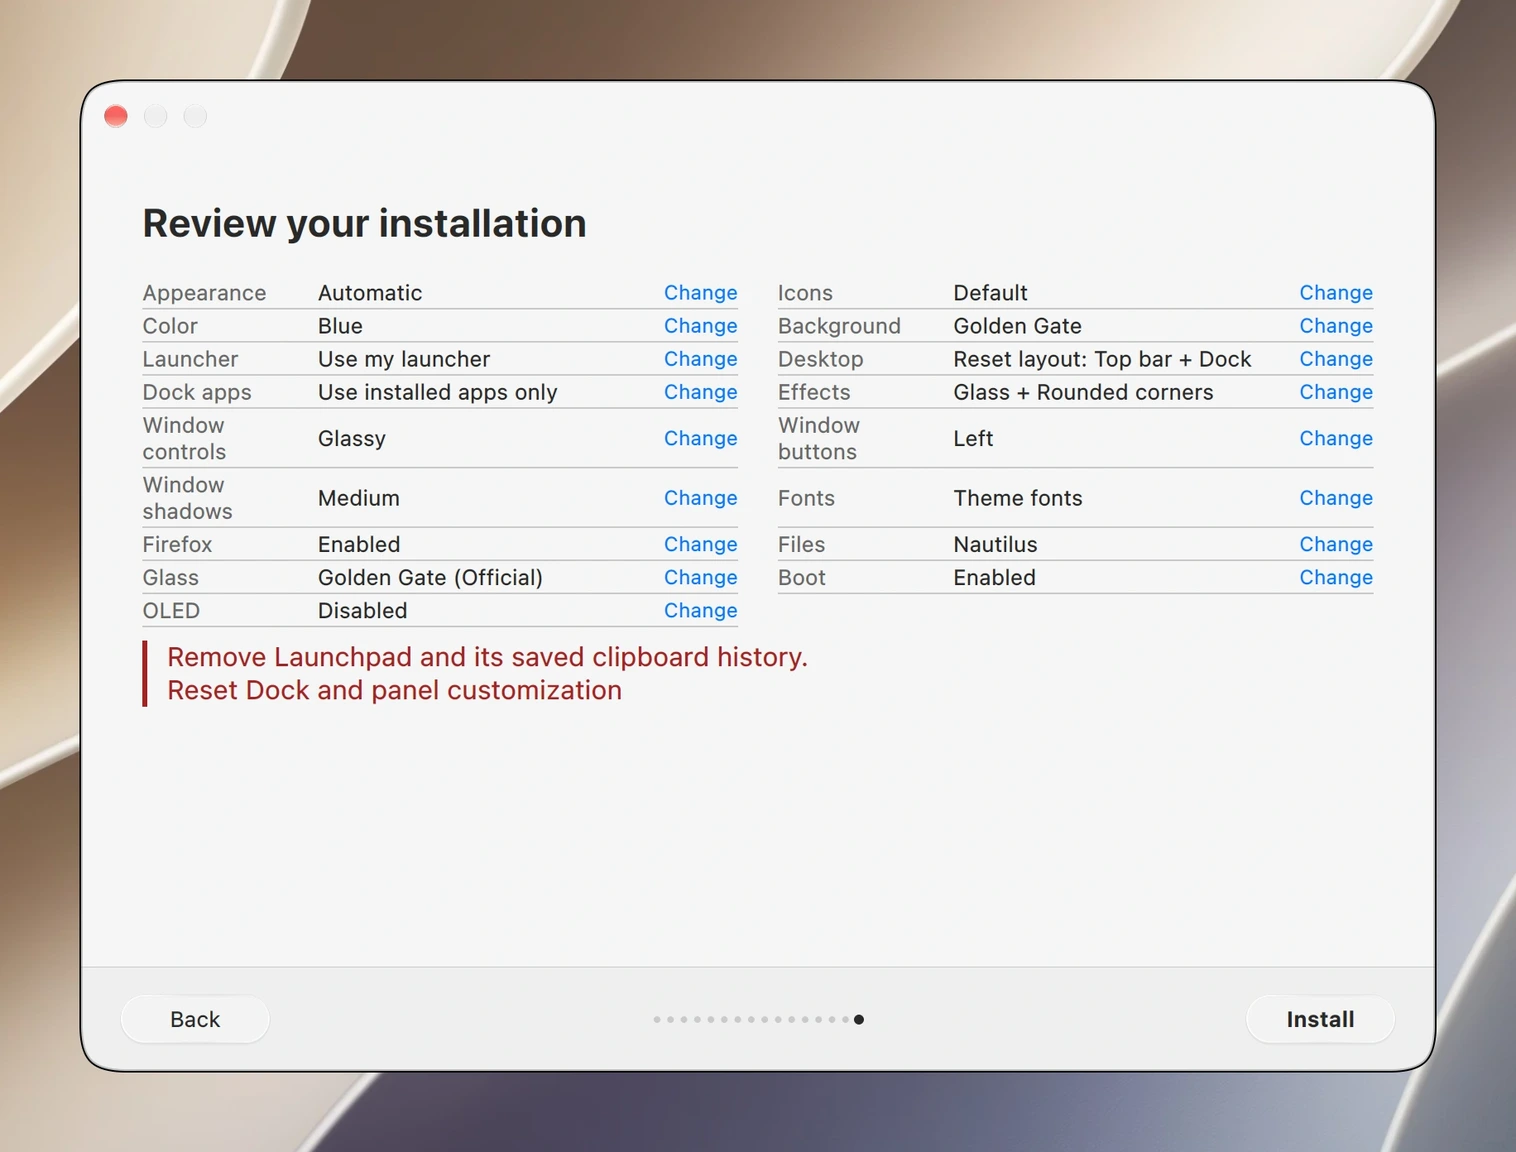 Review your installation
Appearance Automatic Change
Icons Default Change
Color Blue Change
Background Golden Gate Change
Launcher Use my launcher Change
Desktop Reset layout: Top bar + Dock Change
Dock apps Use installed apps only Change
Effects Glass + Rounded corners Change
Window controls Glassy Change
Window buttons Left Change
Window shadows Medium Change
Fonts Theme fonts Change
Firefox Enabled Change
Files Nautilus Change
Glass Golden Gate (Official) Change
Boot Enabled Change
OLED Disabled Change
Remove Launchpad and its saved clipboard history.
Reset Dock and panel customization
Back
Install